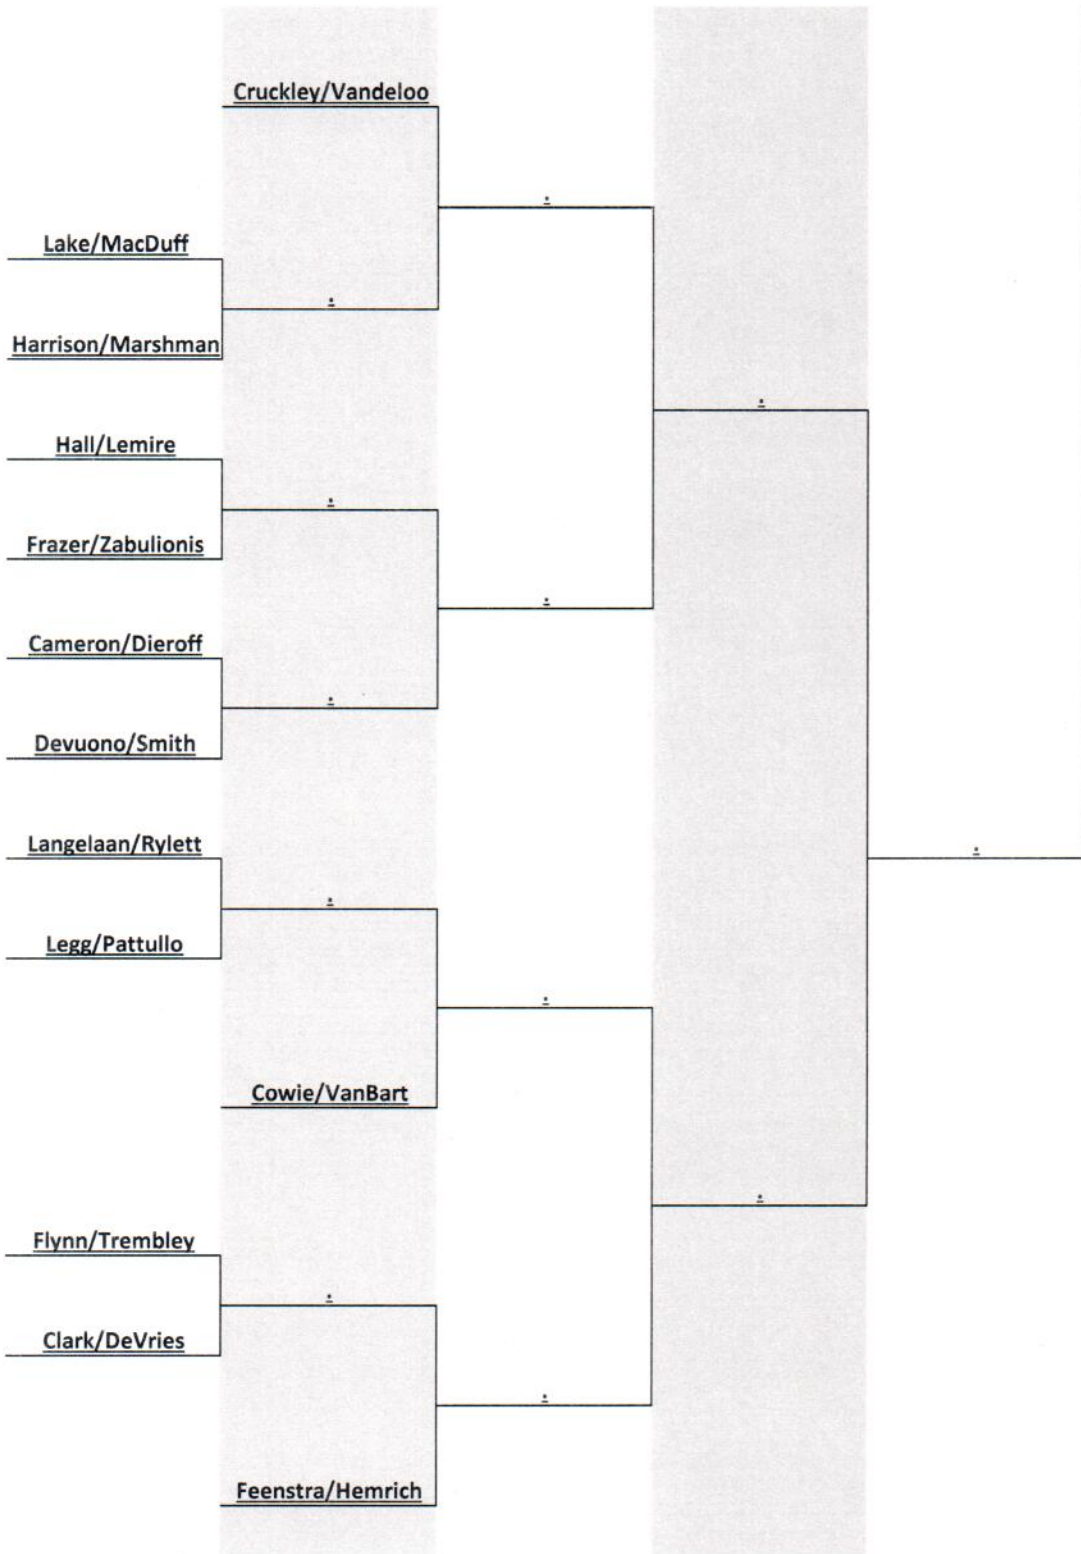 Cruckley/Vandeloo
Lake/MacDuff
Harrison/Marshman
Hall/Lemire
Frazer/Zabulionis
Cameron/Dieroff
Devuono/Smith
Langelaan/Rylett
Legg/Pattullo
Cowie/VanBart
Flynn/Trembley
Clark/DeVries
Feenstra/Hemrich